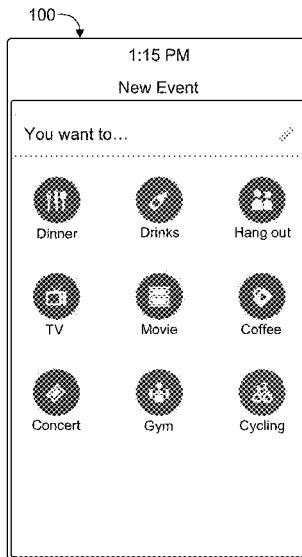 100
1:15 PM
New Event
You want to...
Dinner Drinks Hang out
TV Movie Coffee
Concert Gym Cycling